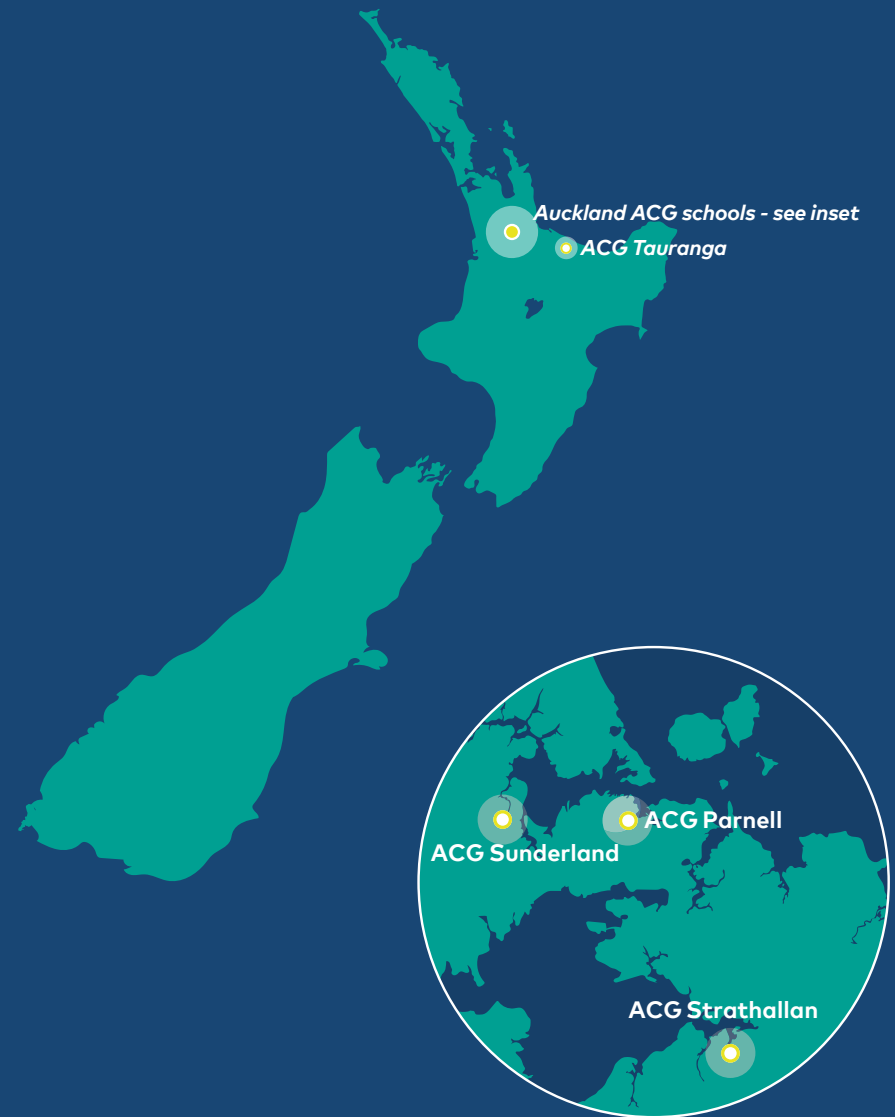 Auckland ACG schools - see inset
ACG Tauranga
ACG Parnell
ACG Sunderland
ACG Strathallan